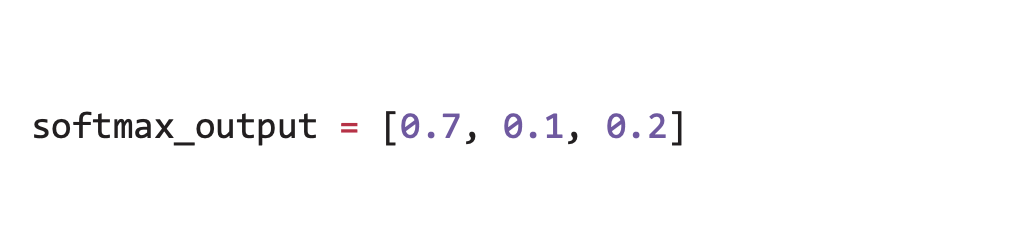 softmax_output = [0.7, 0.1, 0.2]